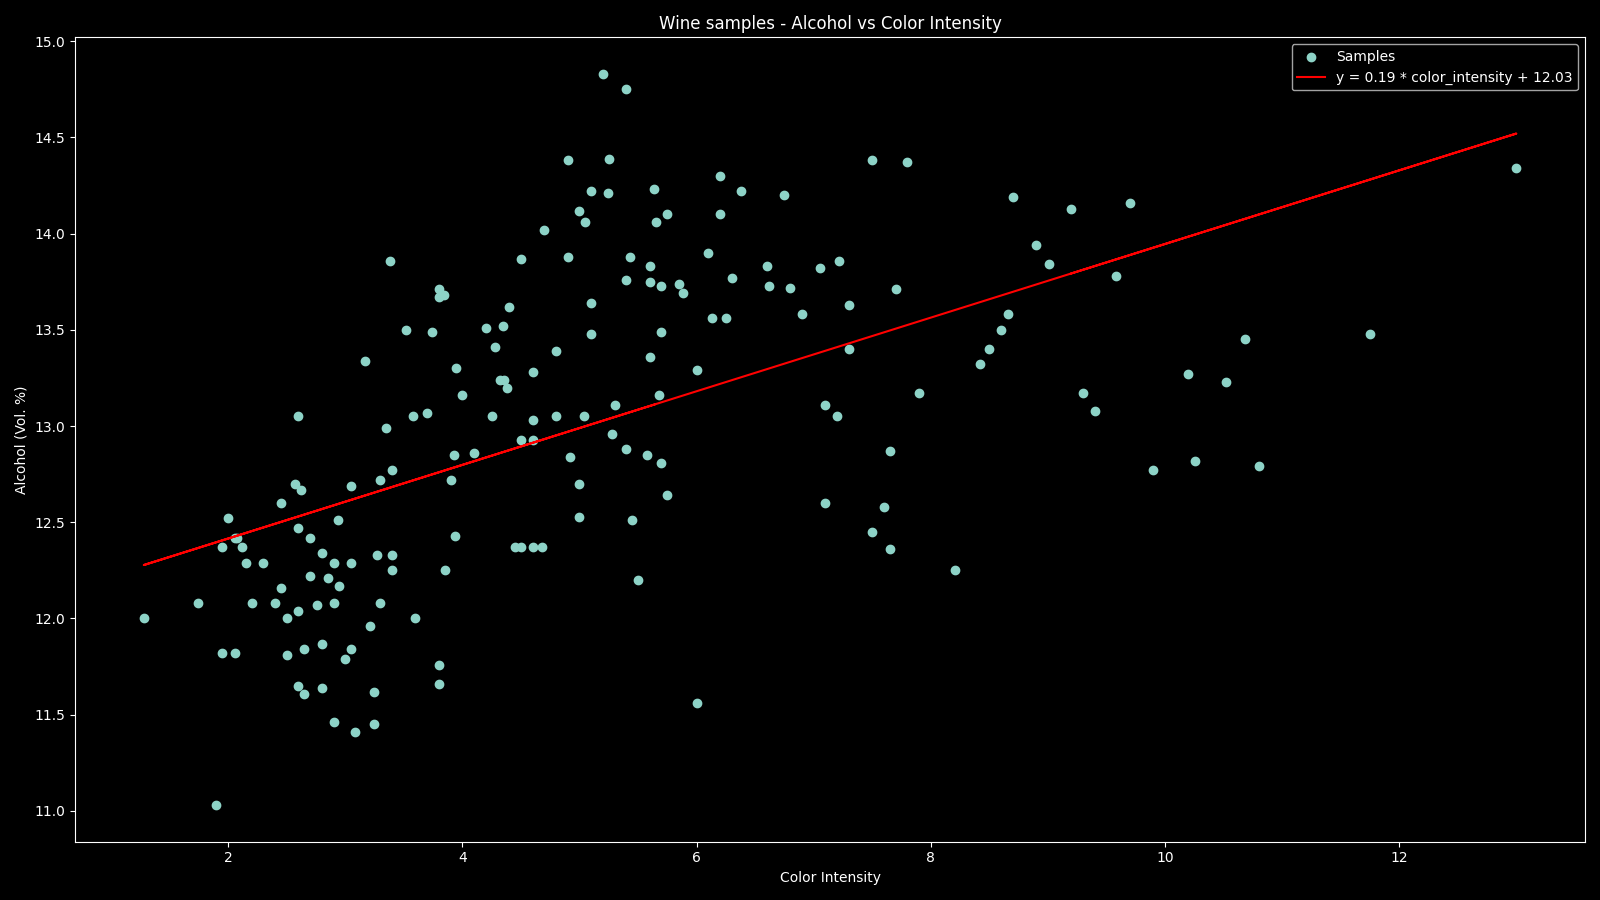 Wine samples - Alcohol vs Color Intensity
Samples
y = 0.19 * color_intensity + 12.03
Alcohol (Vol. %)
15.0
14.5
14.0
13.5
13.0
12.5
12.0
11.5
11.0
2 4 6 8 10 12
Color Intensity